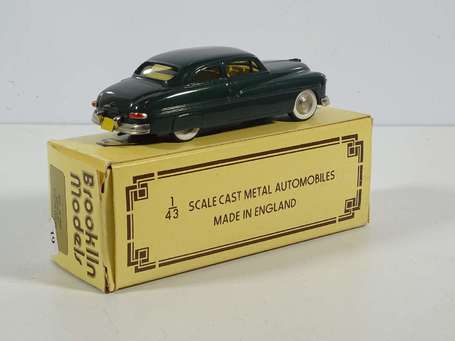 Brooklin
Models
1
43
SCALE CAST METAL AUTOMOBILES
MADE IN ENGLAND